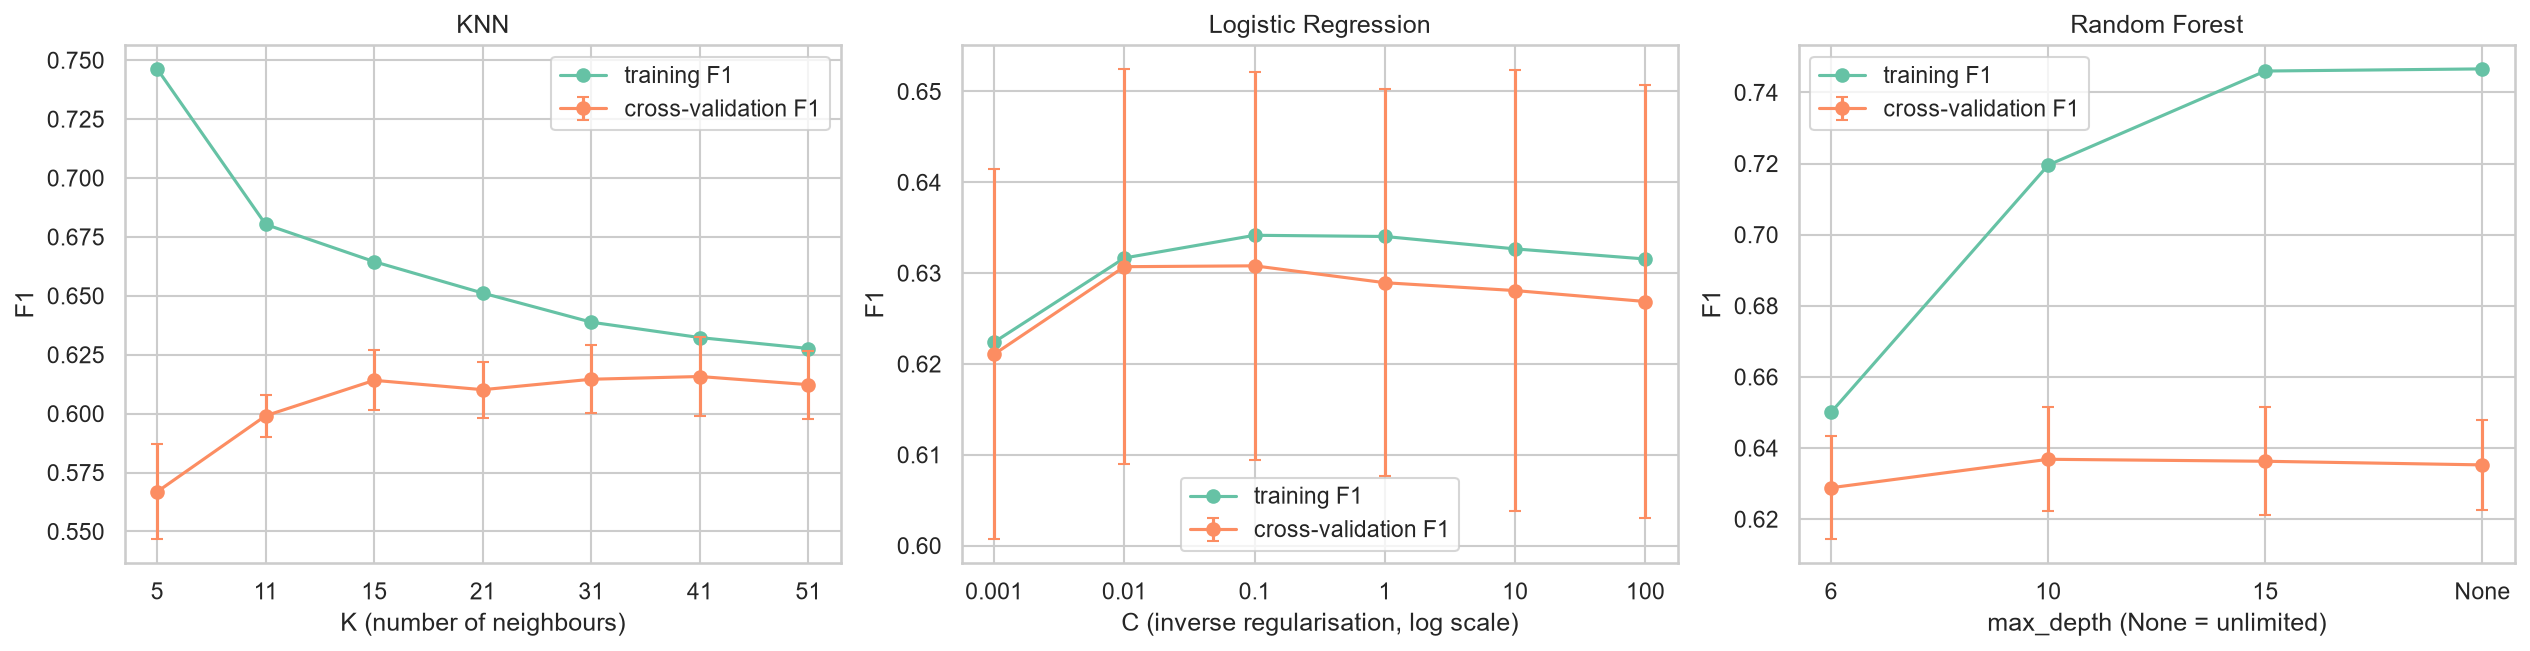 KNN
0.750
0.725
0.700
0.675
0.650
0.625
0.600
0.575
0.550
F1
training F1
cross-validation F1
5 11 15 21 31 41 51
K (number of neighbours)
Logistic Regression
0.65
0.64
0.63
0.62
0.61
0.60
F1
training F1
cross-validation F1
0.001 0.01 0.1 1 10 100
C (inverse regularisation, log scale)
Random Forest
0.74
0.72
0.70
0.68
0.66
0.64
0.62
F1
training F1
cross-validation F1
6 10 15 None
max_depth (None = unlimited)